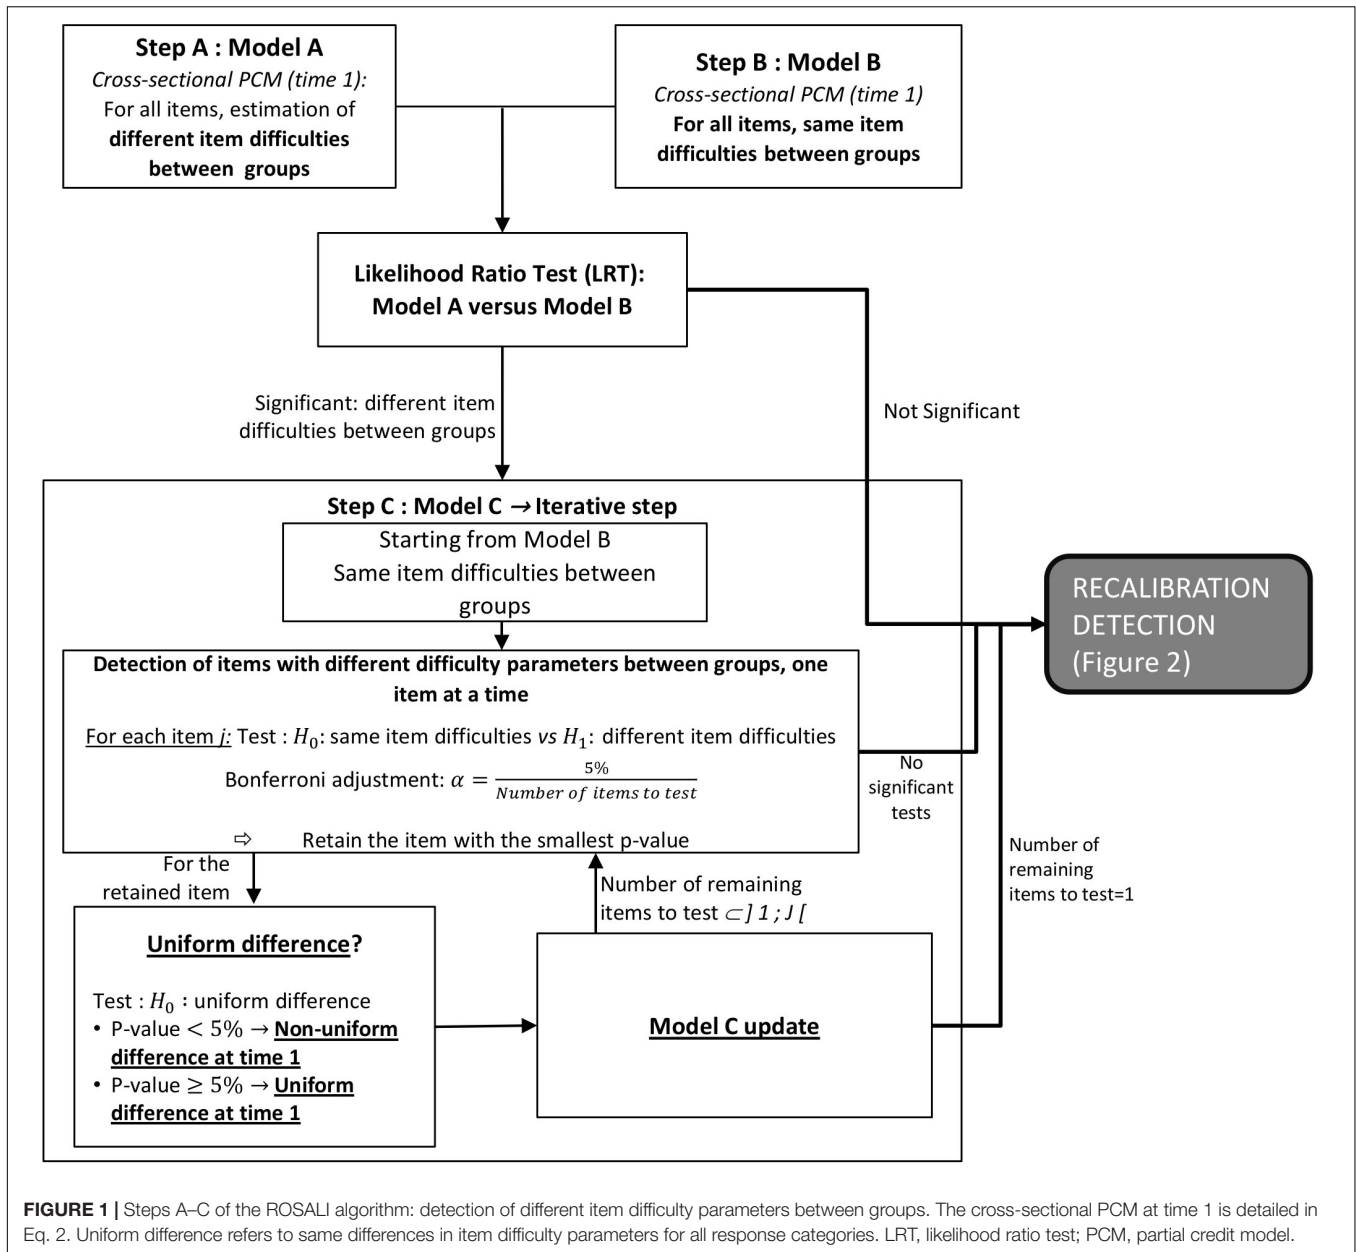 Step A : Model A
Cross-sectional PCM (time 1):
For all items, estimation of
different item difficulties
between groups
Step B : Model B
Cross-sectional PCM (time 1)
For all items, same item
difficulties between groups
Likelihood Ratio Test (LRT):
Model A versus Model B
Significant: different item
difficulties between groups
Not Significant
Step C : Model C → Iterative step
Starting from Model B
Same item difficulties between
groups
Detection of items with different difficulty parameters between groups, one
item at a time
For each item j: Test : H₀: same item difficulties vs H₁: different item difficulties
Bonferroni adjustment: α = 5% / Number of items to test
⇨ Retain the item with the smallest p-value
No
significant
tests
RECALIBRATION
DETECTION
(Figure 2)
For the
retained item
Number of remaining
items to test ⊂ ] 1 ; J [
Number of
remaining
items to test=1
Uniform difference?
Test : H₀ : uniform difference
• P-value < 5% → Non-uniform
difference at time 1
• P-value ≥ 5% → Uniform
difference at time 1
Model C update
FIGURE 1 | Steps A–C of the ROSALI algorithm: detection of different item difficulty parameters between groups. The cross-sectional PCM at time 1 is detailed in
Eq. 2. Uniform difference refers to same differences in item difficulty parameters for all response categories. LRT, likelihood ratio test; PCM, partial credit model.